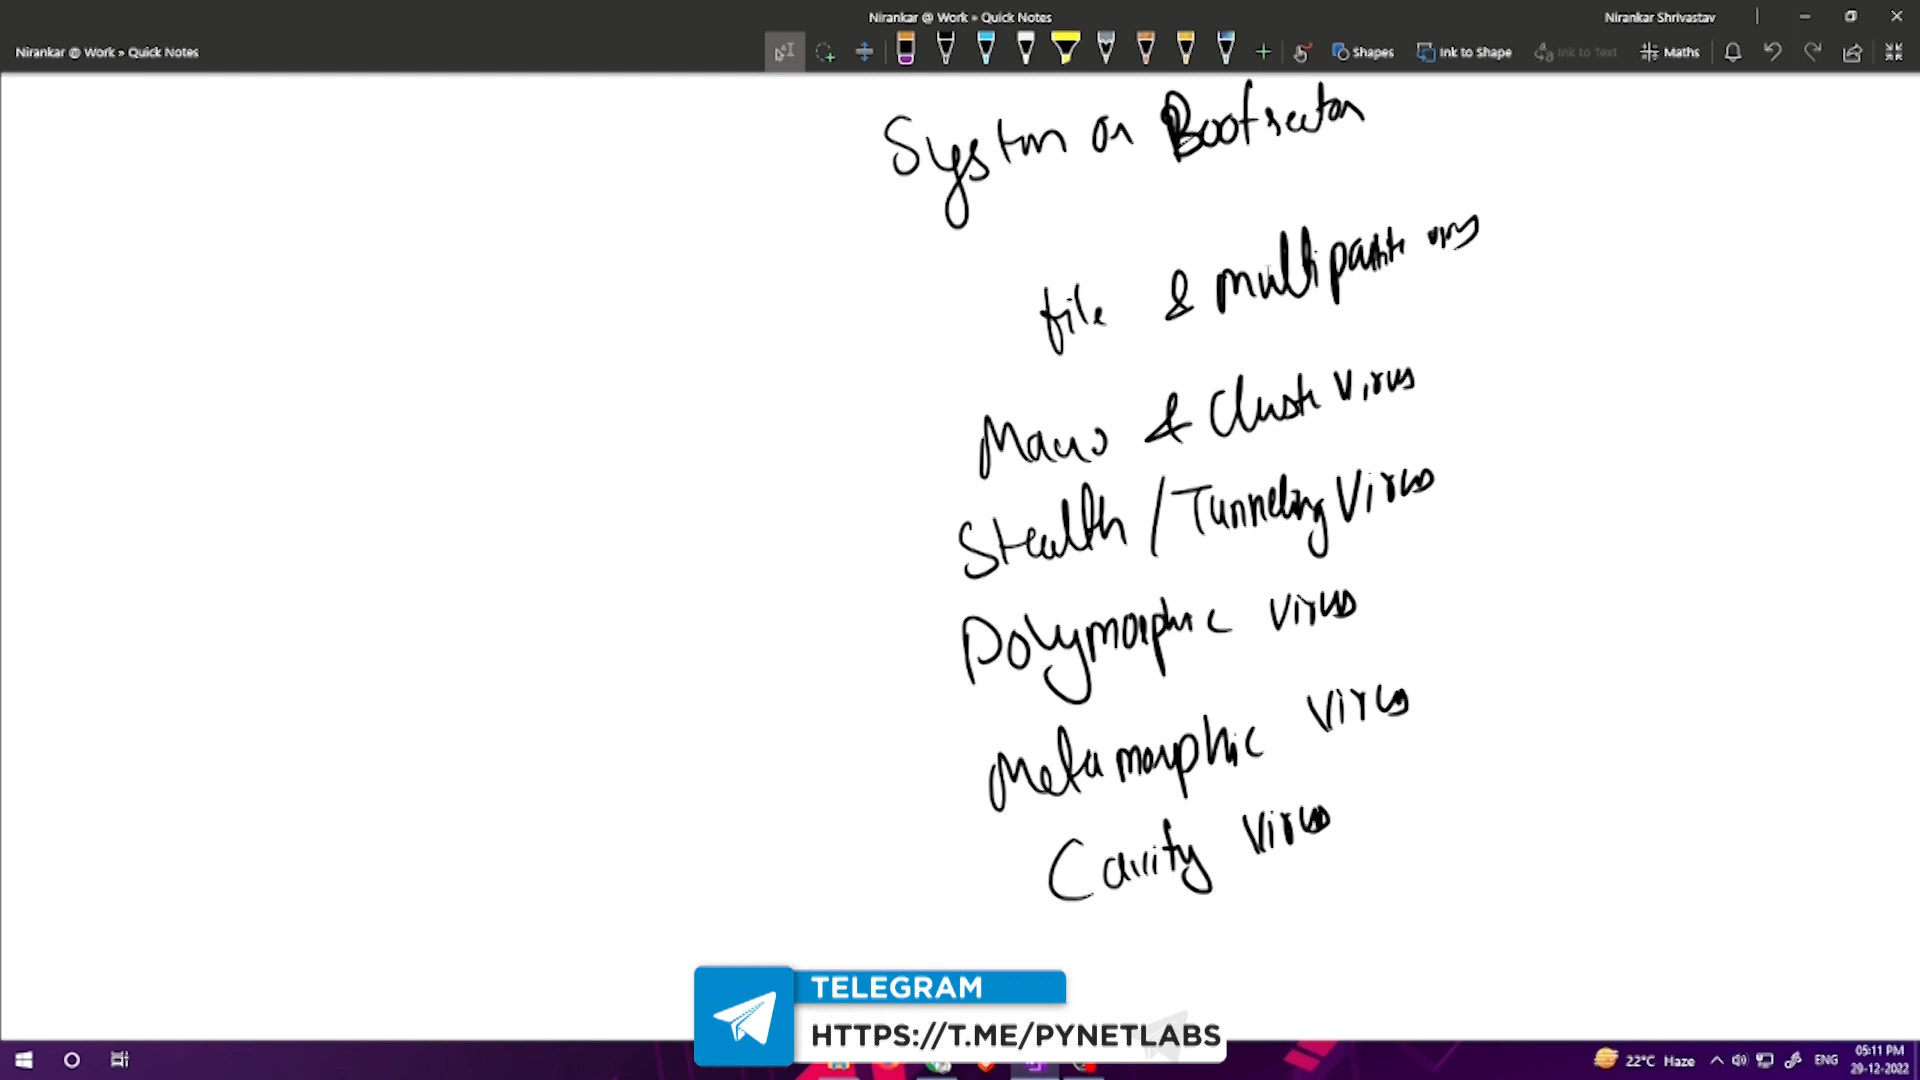 Nirankar @ Work » Quick Notes
Nirankar Shrivastav
Nirankar @ Work » Quick Notes
Shapes
Ink to Shape
Ink to Text
Maths
System or Bootsector
file & multipartite virus
Macro & Cluster Virus
Stealth / Tunneling Virus
Polymorphic Virus
Metamorphic Virus
Cavity Virus
TELEGRAM
HTTPS://T.ME/PYNETLABS
22°C Haze
ENG
05:11 PM
29-12-2022